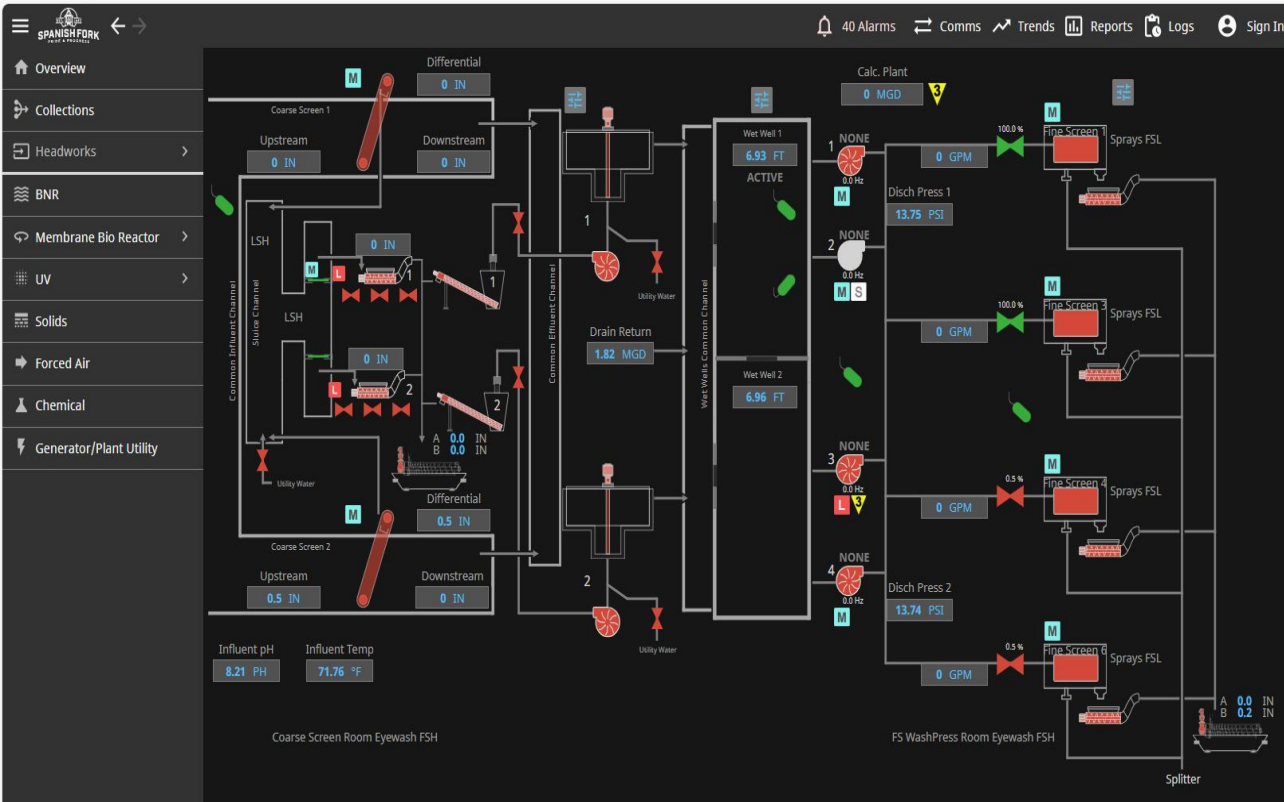 SPANISH FORK
PRIDE & PROGRESS
40 Alarms
Comms
Trends
Reports
Logs
Sign In
Overview
Collections
Headworks
BNR
Membrane Bio Reactor
UV
Solids
Forced Air
Chemical
Generator/Plant Utility
M
Differential
0 IN
Coarse Screen 1
Upstream
0 IN
Downstream
0 IN
Common Influent Channel
Sluice Channel
LSH
LSH
M
L
0 IN
1
1
L
0 IN
2
2
A 0.0 IN
B 0.0 IN
Utility Water
M
Differential
0.5 IN
Coarse Screen 2
Upstream
0.5 IN
Downstream
0 IN
Influent pH
8.21 PH
Influent Temp
71.76 °F
Coarse Screen Room Eyewash FSH
Common Effluent Channel
1
Utility Water
Drain Return
1.82 MGD
2
Utility Water
Wet Wells Common Channel
Wet Well 1
6.93 FT
ACTIVE
Wet Well 2
6.96 FT
Calc. Plant
0 MGD
3
1
NONE
0.0 Hz
M
Disch Press 1
13.75 PSI
2
NONE
0.0 Hz
M S
3
NONE
0.0 Hz
L 3
4
NONE
0.0 Hz
M
Disch Press 2
13.74 PSI
0 GPM
100.0 %
M
Fine Screen 1
Sprays FSL
0 GPM
100.0 %
M
Fine Screen 3
Sprays FSL
0 GPM
0.5 %
M
Fine Screen 4
Sprays FSL
0 GPM
0.5 %
M
Fine Screen 6
Sprays FSL
A 0.0 IN
B 0.2 IN
FS WashPress Room Eyewash FSH
Splitter